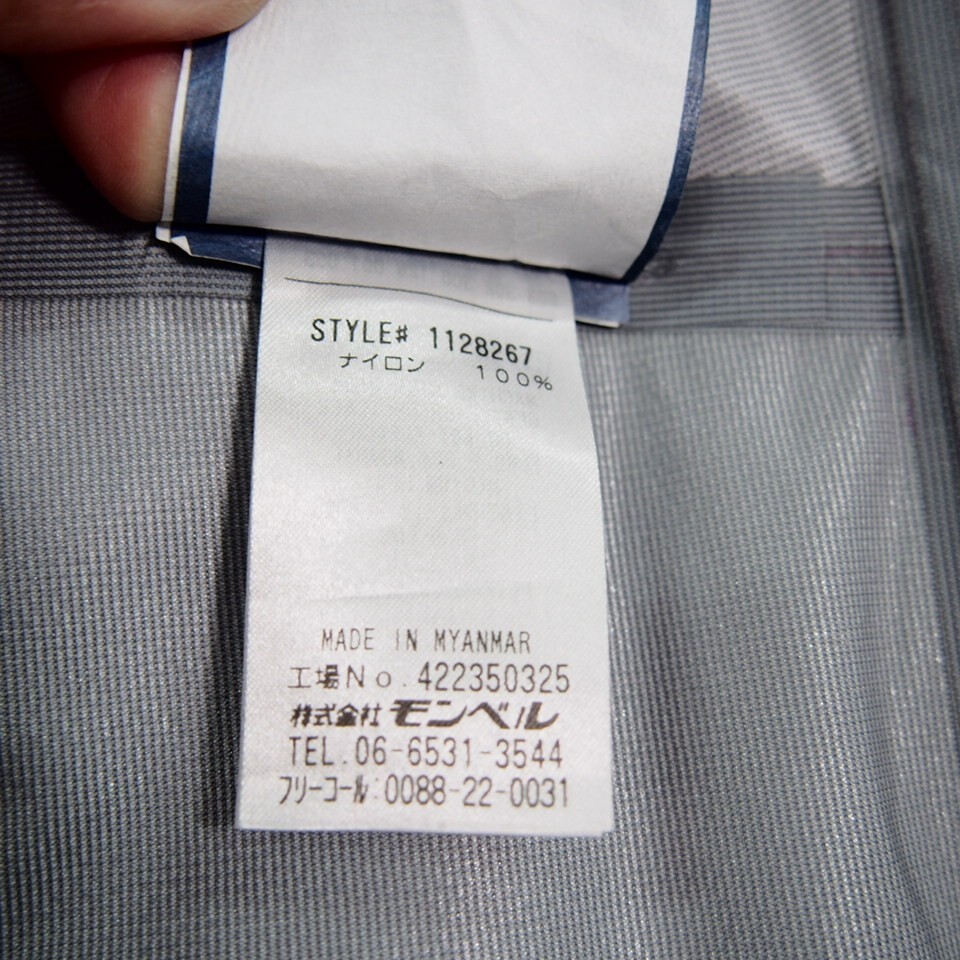 STYLE# 1128267
ナイロン 100%
MADE IN MYANMAR
工場No.422350325
株式会社 モンベル
TEL.06-6531-3544
フリーコール:0088-22-0031